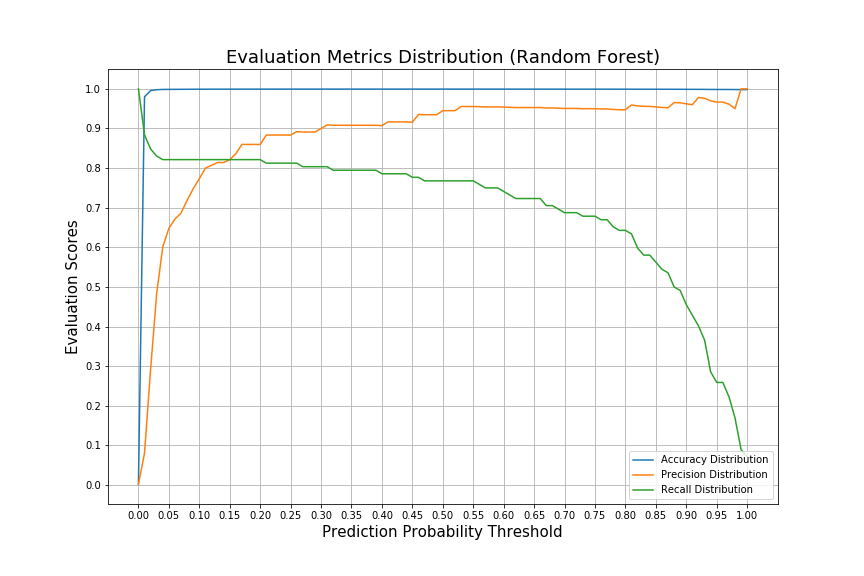 Evaluation Metrics Distribution (Random Forest)
Evaluation Scores
1.0
0.9
0.8
0.7
0.6
0.5
0.4
0.3
0.2
0.1
0.0
Accuracy Distribution
Precision Distribution
Recall Distribution
0.00 0.05 0.10 0.15 0.20 0.25 0.30 0.35 0.40 0.45 0.50 0.55 0.60 0.65 0.70 0.75 0.80 0.85 0.90 0.95 1.00
Prediction Probability Threshold